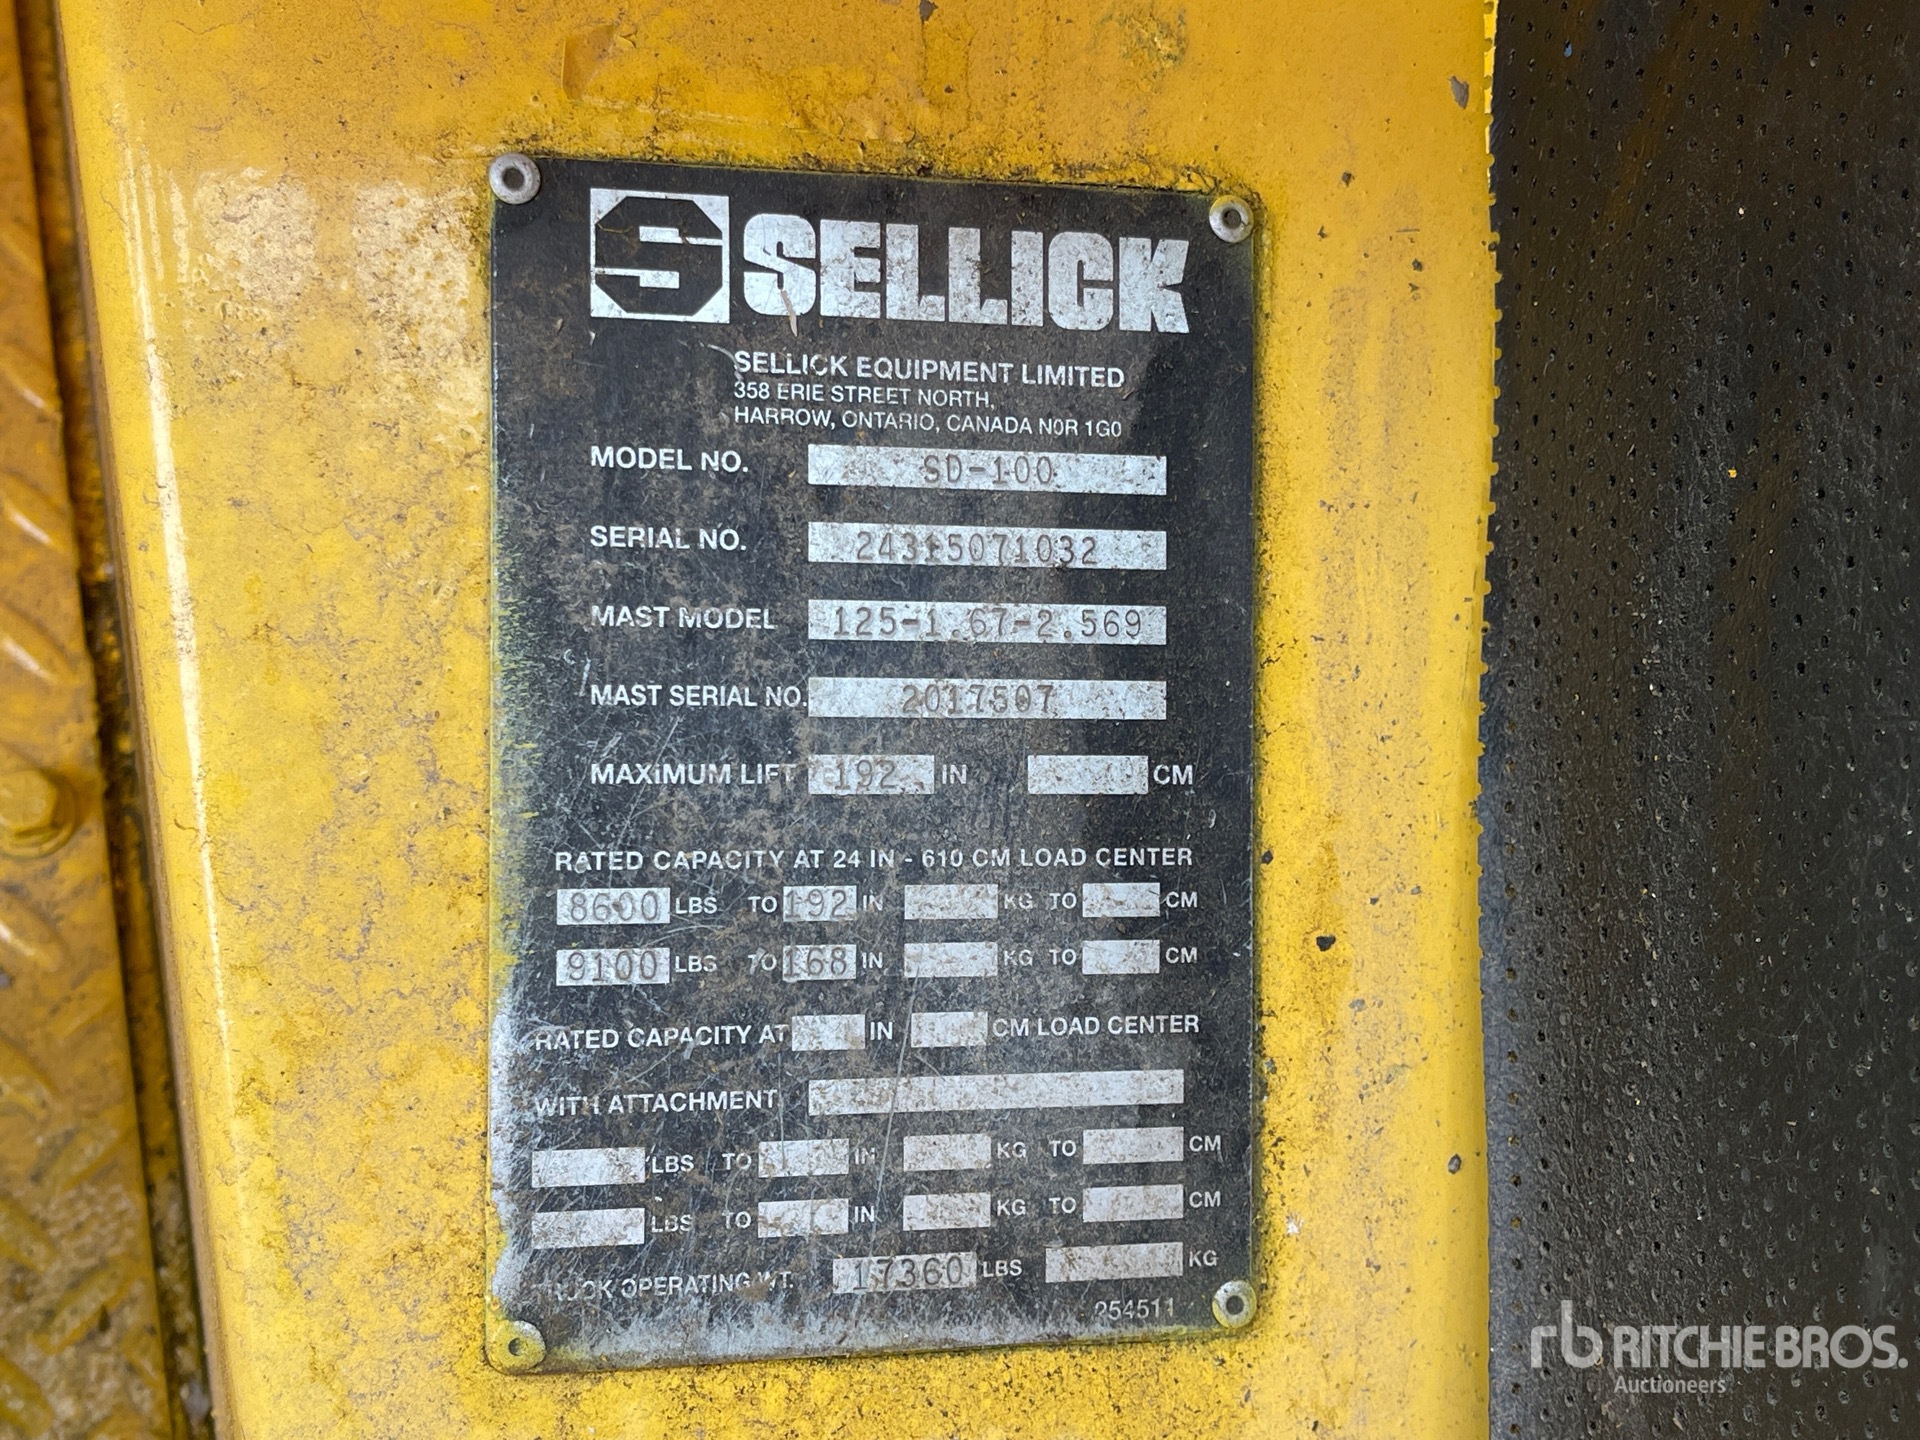 S SELLICK
SELLICK EQUIPMENT LIMITED
358 ERIE STREET NORTH,
HARROW, ONTARIO, CANADA N0R 1G0
MODEL NO. SD-100
SERIAL NO. 24315071032
MAST MODEL 125-1.67-2.569
MAST SERIAL NO. 2017507
MAXIMUM LIFT 192 IN CM
RATED CAPACITY AT 24 IN - 610 CM LOAD CENTER
8600 LBS TO 192 IN KG TO CM
9100 LBS TO 168 IN KG TO CM
RATED CAPACITY AT IN CM LOAD CENTER
WITH ATTACHMENT
LBS TO IN KG TO CM
LBS TO IN KG TO CM
TRUCK OPERATING WT. 17360 LBS KG
254511
rb RITCHIE BROS.
Auctioneers